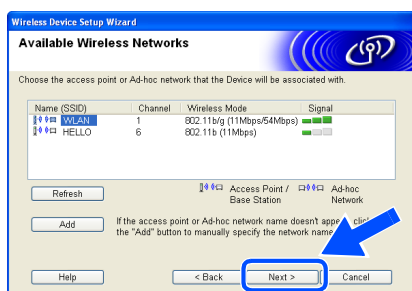 Wireless Device Setup Wizard
Available Wireless Networks
Choose the access point or Ad-hoc network that the Device will be associated with.
Name (SSID) Channel Wireless Mode Signal
WLAN 1 802.11b/g (11Mbps/54Mbps)
HELLO 6 802.11b (11Mbps)
Refresh
Access Point / Base Station
Ad-hoc Network
Add
If the access point or Ad-hoc network name doesn't appear, click
the "Add" button to manually specify the network name.
Help < Back Next > Cancel